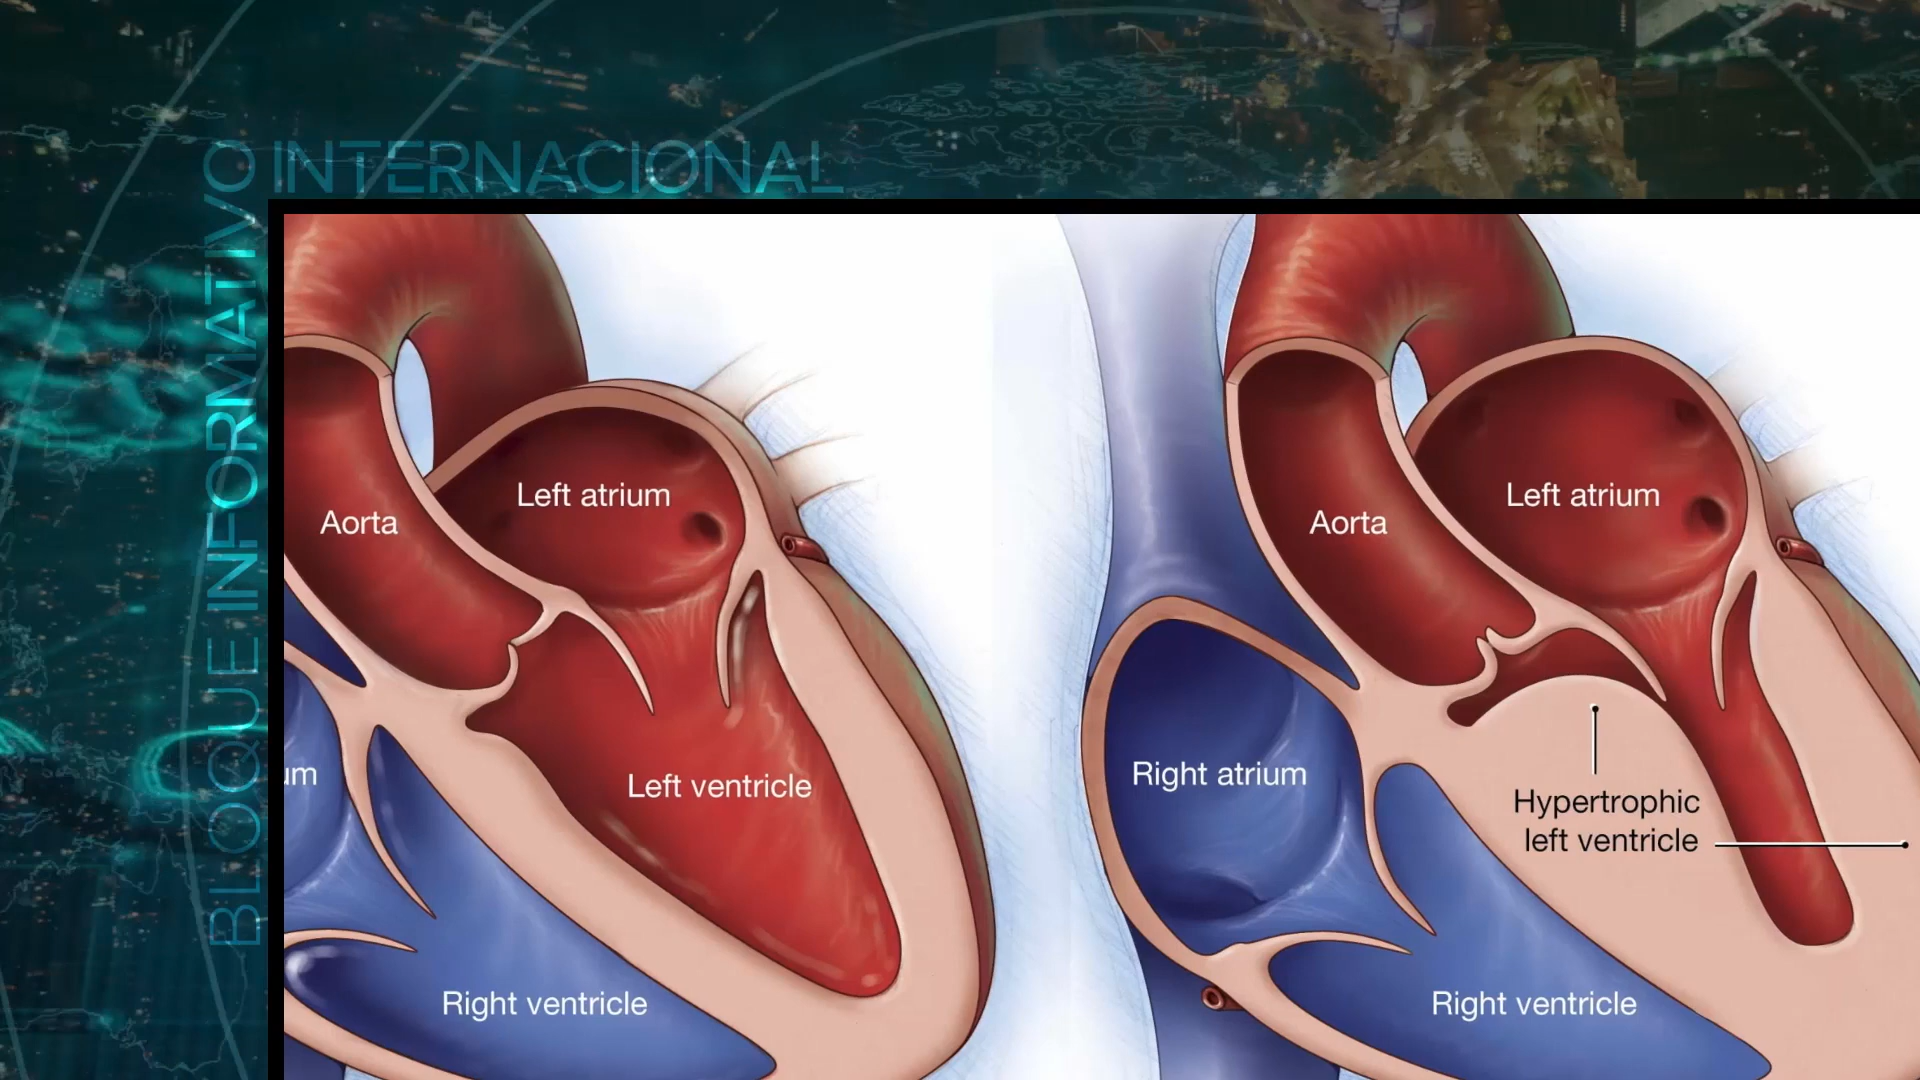 BLOQUE INFORMATIVO INTERNACIONAL
Left atrium
Aorta
um
Left ventricle
Right ventricle
Left atrium
Aorta
Right atrium
Hypertrophic
left ventricle
Right ventricle